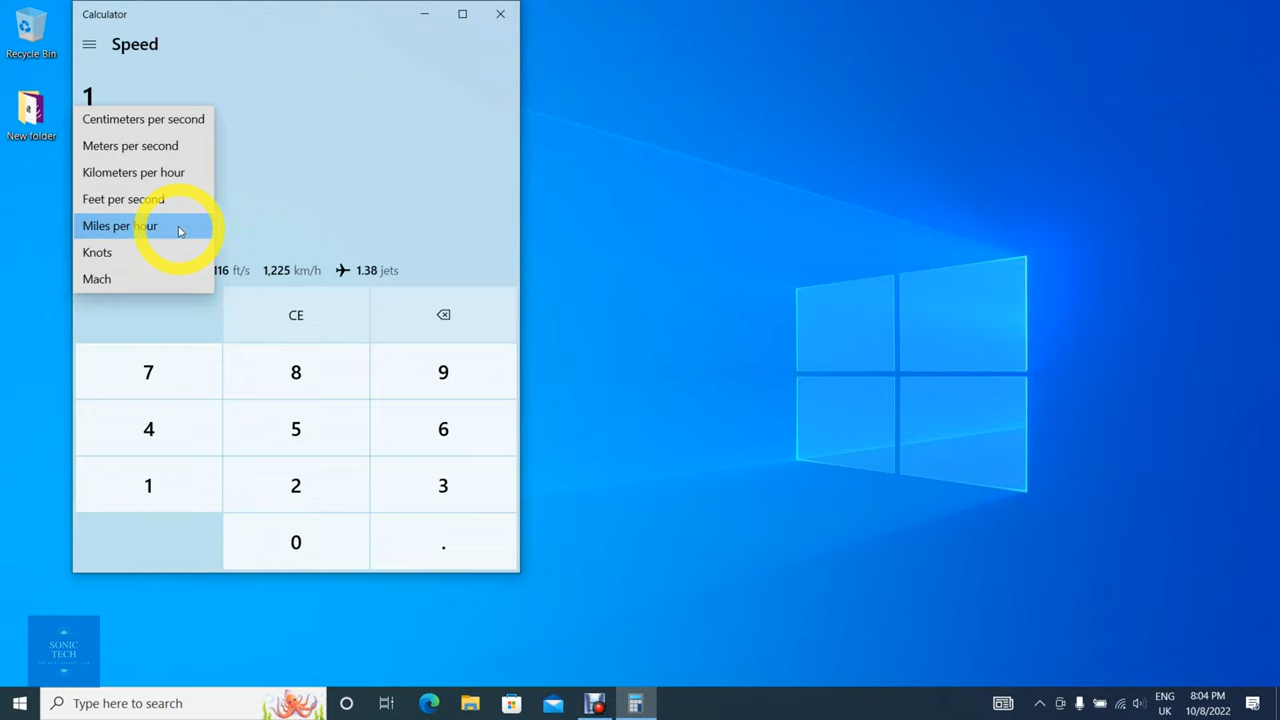 Recycle Bin
New folder
Calculator
Speed
1
Centimeters per second
Meters per second
Kilometers per hour
Feet per second
Miles per hour
Knots
Mach
116 ft/s 1,225 km/h 1.38 jets
CE
7 8 9
4 5 6
1 2 3
0 .
SONIC
TECH
Type here to search
ENG
UK
8:04 PM
10/8/2022